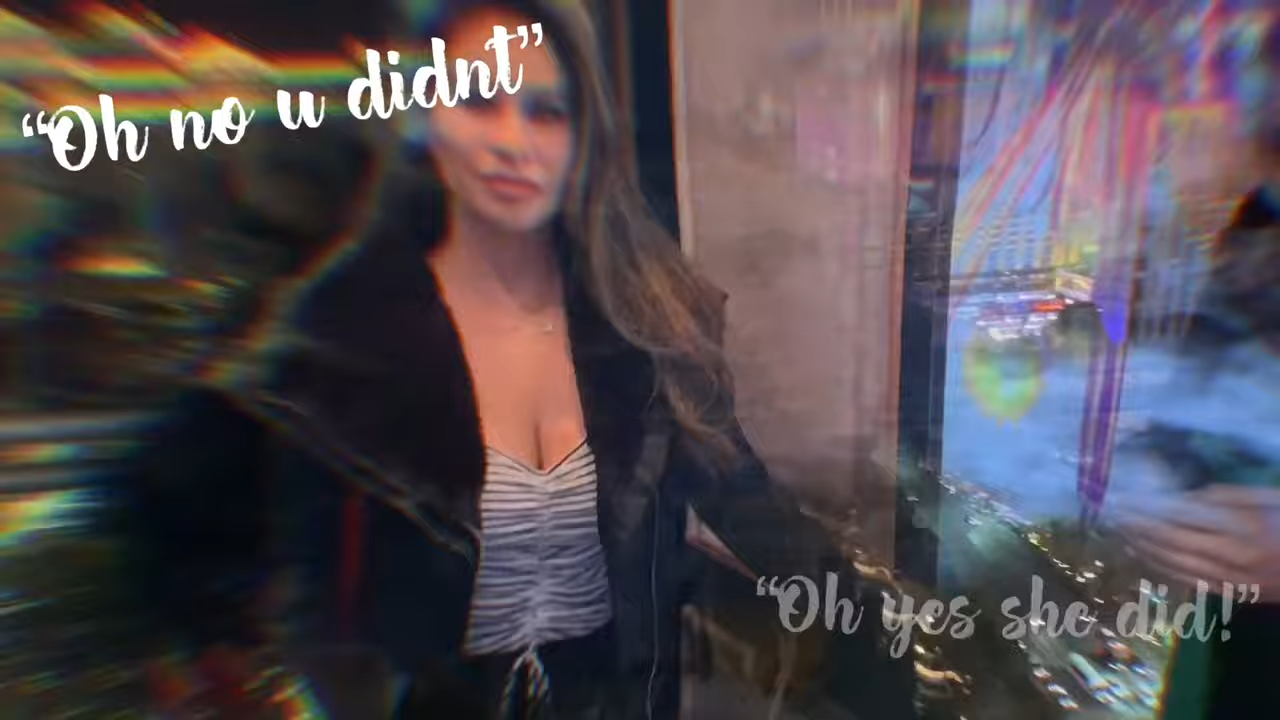 “Oh no u didnt”
“Oh yes she did!”